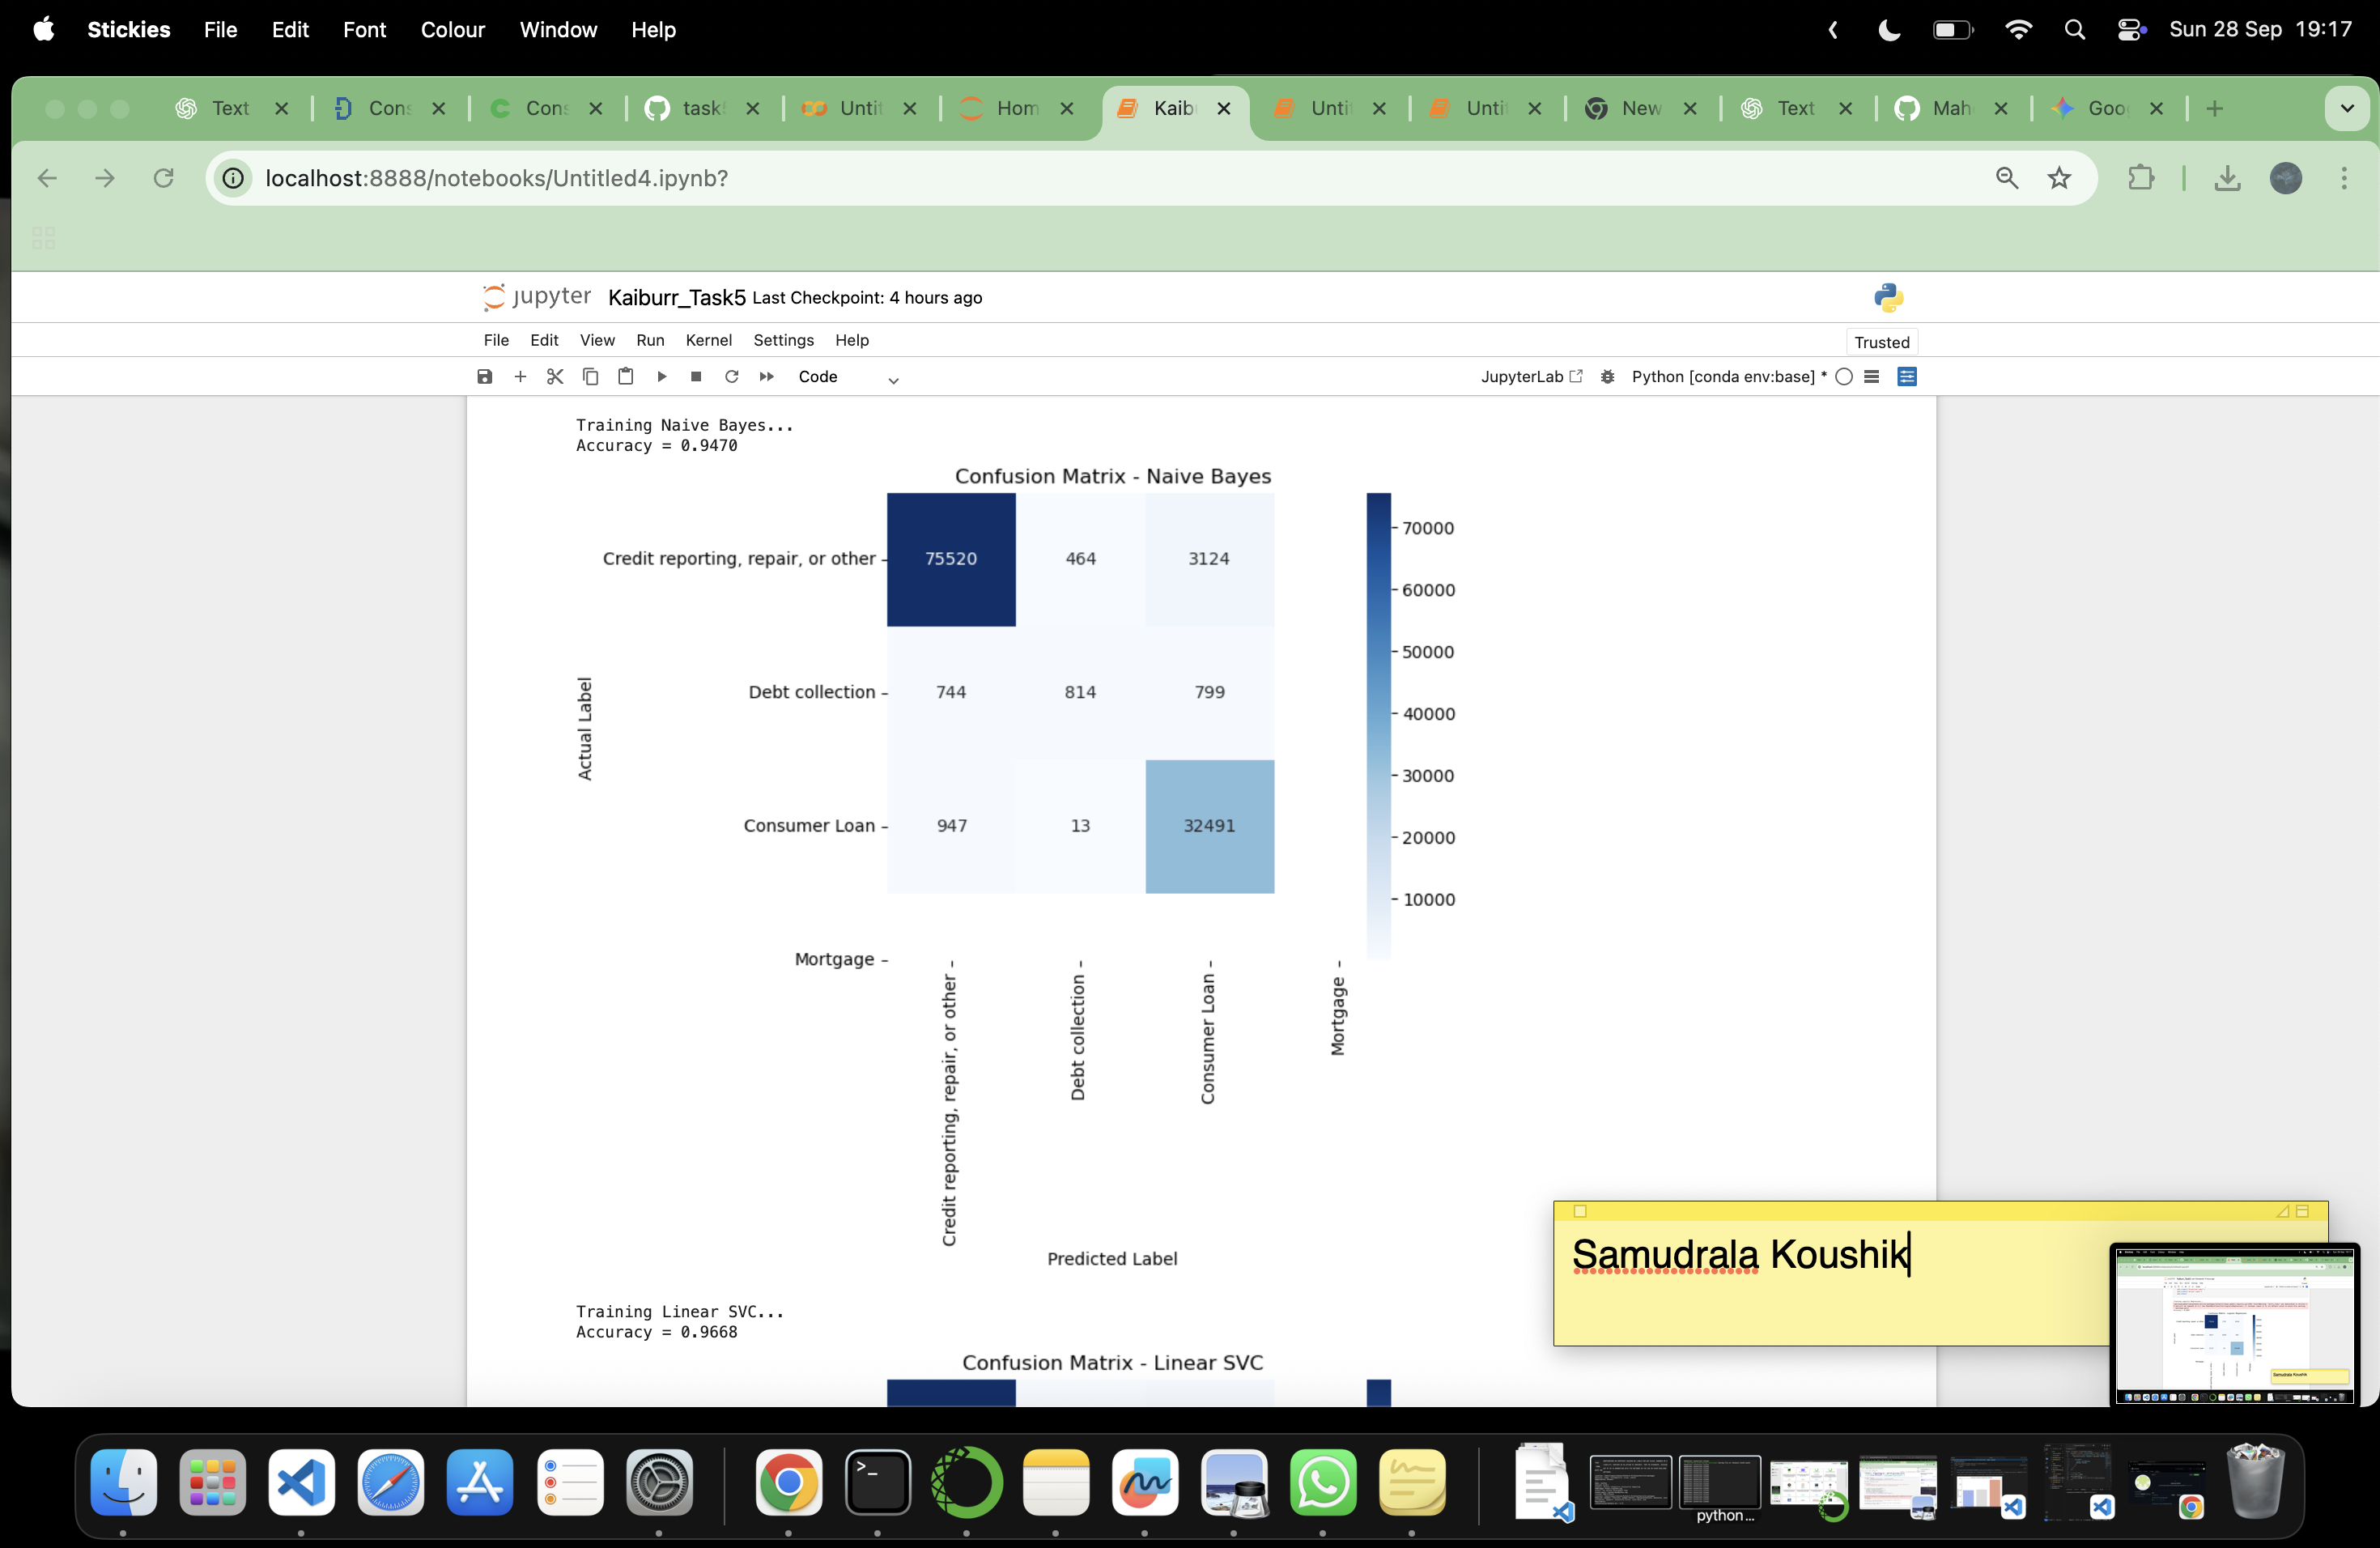 Stickies File Edit Font Colour Window Help Sun 28 Sep 19:17
Text Cons Cons task Untit Hom Kaib Unti Unti New Text Mah Goo
localhost:8888/notebooks/Untitled4.ipynb?
jupyter Kaiburr_Task5 Last Checkpoint: 4 hours ago
File Edit View Run Kernel Settings Help Trusted
Code JupyterLab Python [conda env:base] *
Training Naive Bayes...
Accuracy = 0.9470
Confusion Matrix - Naive Bayes
Credit reporting, repair, or other 75520 464 3124
Debt collection 744 814 799
Consumer Loan 947 13 32491
Mortgage
Actual Label
70000
60000
50000
40000
30000
20000
10000
Credit reporting, repair, or other
Debt collection
Consumer Loan
Mortgage
Predicted Label
Samudrala Koushik
Training Linear SVC...
Accuracy = 0.9668
Confusion Matrix - Linear SVC
python...